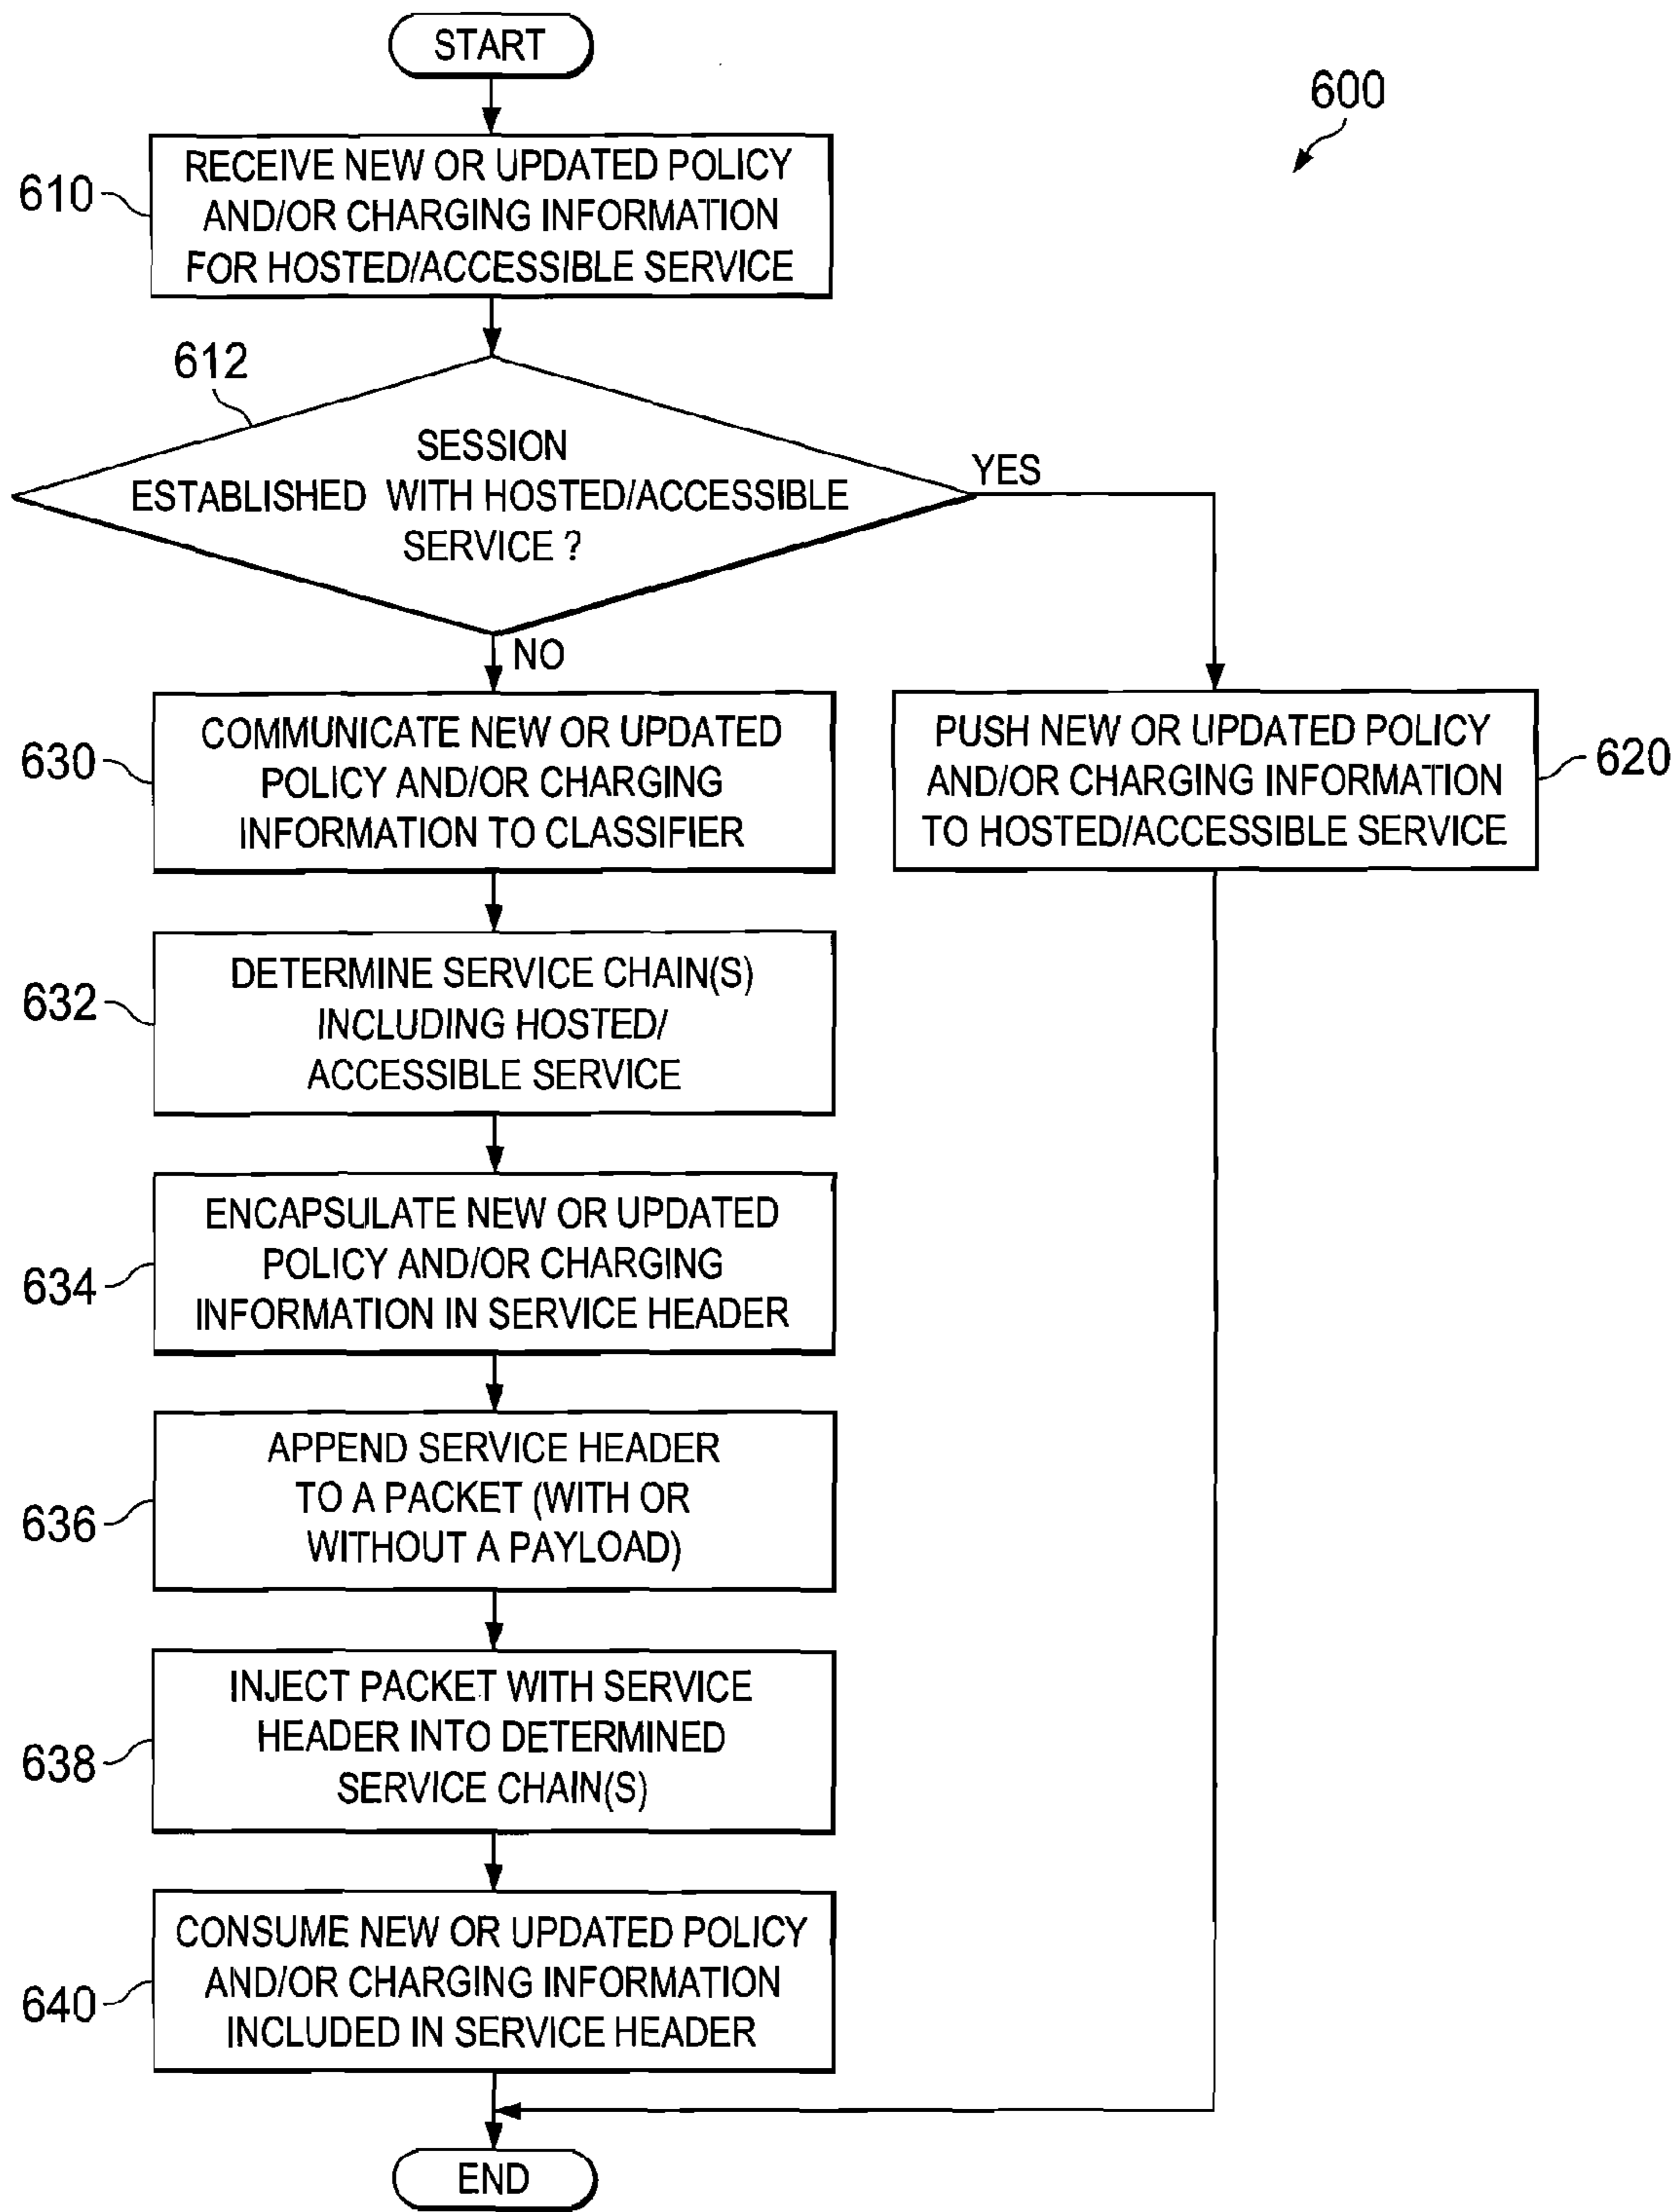 START
600
610
RECEIVE NEW OR UPDATED POLICY
AND/OR CHARGING INFORMATION
FOR HOSTED/ACCESSIBLE SERVICE
612
SESSION
ESTABLISHED WITH HOSTED/ACCESSIBLE
SERVICE ?
YES
NO
630
COMMUNICATE NEW OR UPDATED
POLICY AND/OR CHARGING
INFORMATION TO CLASSIFIER
PUSH NEW OR UPDATED POLICY
AND/OR CHARGING INFORMATION
TO HOSTED/ACCESSIBLE SERVICE
620
632
DETERMINE SERVICE CHAIN(S)
INCLUDING HOSTED/
ACCESSIBLE SERVICE
634
ENCAPSULATE NEW OR UPDATED
POLICY AND/OR CHARGING
INFORMATION IN SERVICE HEADER
636
APPEND SERVICE HEADER
TO A PACKET (WITH OR
WITHOUT A PAYLOAD)
638
INJECT PACKET WITH SERVICE
HEADER INTO DETERMINED
SERVICE CHAIN(S)
640
CONSUME NEW OR UPDATED POLICY
AND/OR CHARGING INFORMATION
INCLUDED IN SERVICE HEADER
END